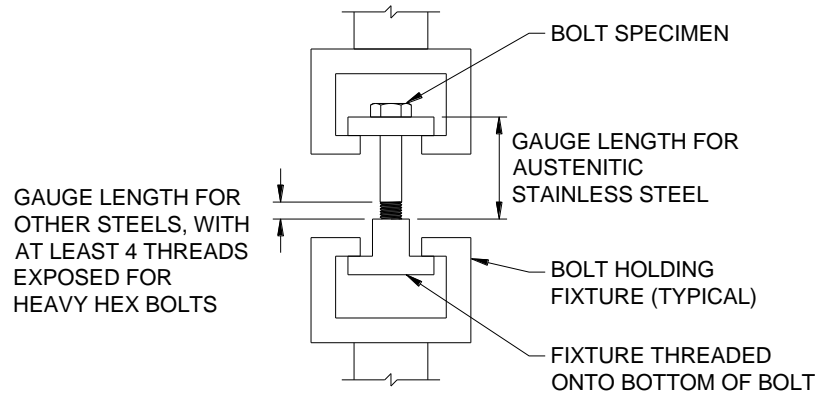 BOLT SPECIMEN
GAUGE LENGTH FOR
AUSTENITIC
STAINLESS STEEL
GAUGE LENGTH FOR
OTHER STEELS, WITH
AT LEAST 4 THREADS
EXPOSED FOR
HEAVY HEX BOLTS
BOLT HOLDING
FIXTURE (TYPICAL)
FIXTURE THREADED
ONTO BOTTOM OF BOLT